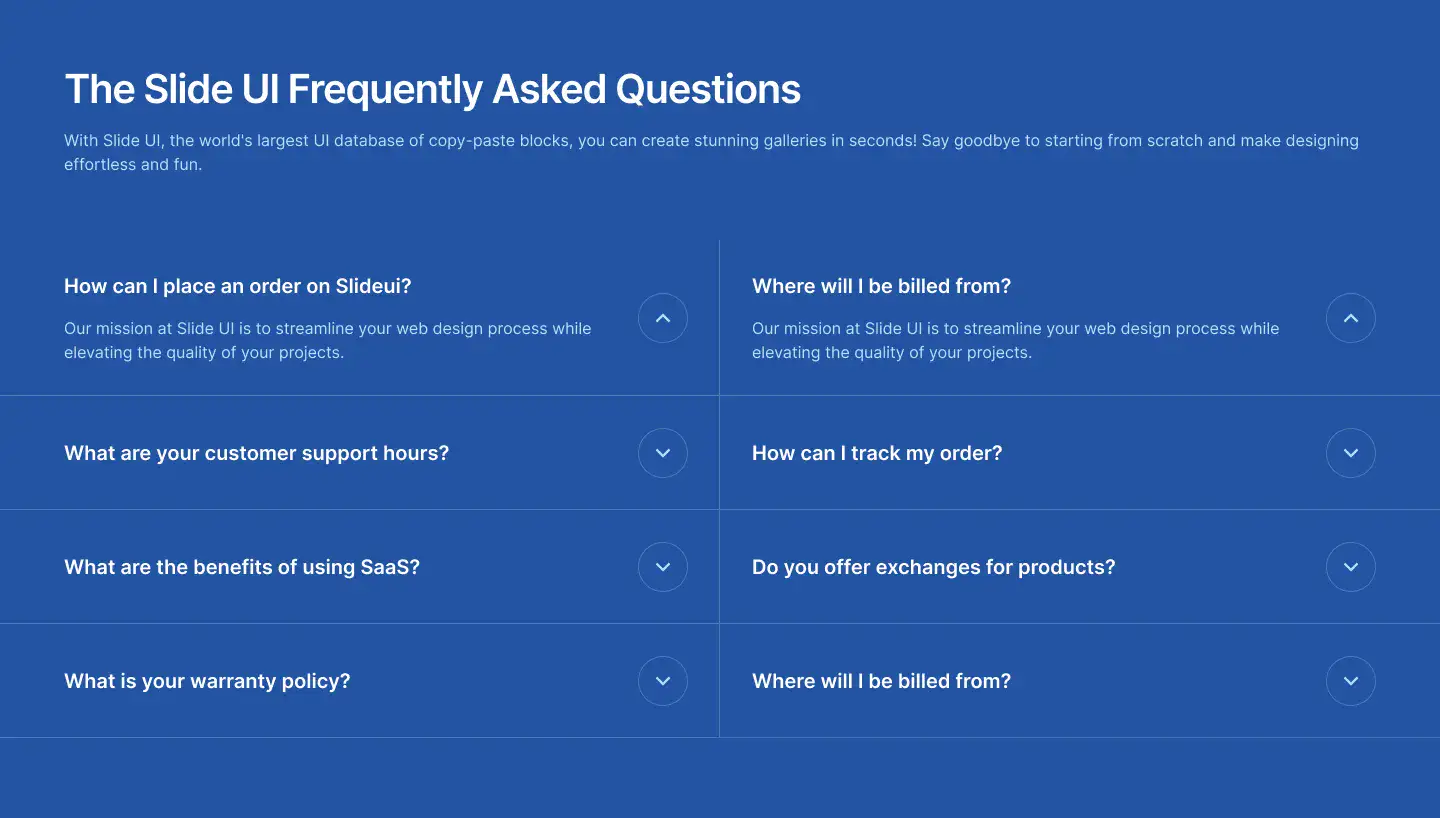 The Slide UI Frequently Asked Questions
With Slide UI, the world's largest UI database of copy-paste blocks, you can create stunning galleries in seconds! Say goodbye to starting from scratch and make designing
effortless and fun.
How can I place an order on Slideui?
Our mission at Slide UI is to streamline your web design process while
elevating the quality of your projects.
What are your customer support hours?
What are the benefits of using SaaS?
What is your warranty policy?
Where will I be billed from?
Our mission at Slide UI is to streamline your web design process while
elevating the quality of your projects.
How can I track my order?
Do you offer exchanges for products?
Where will I be billed from?